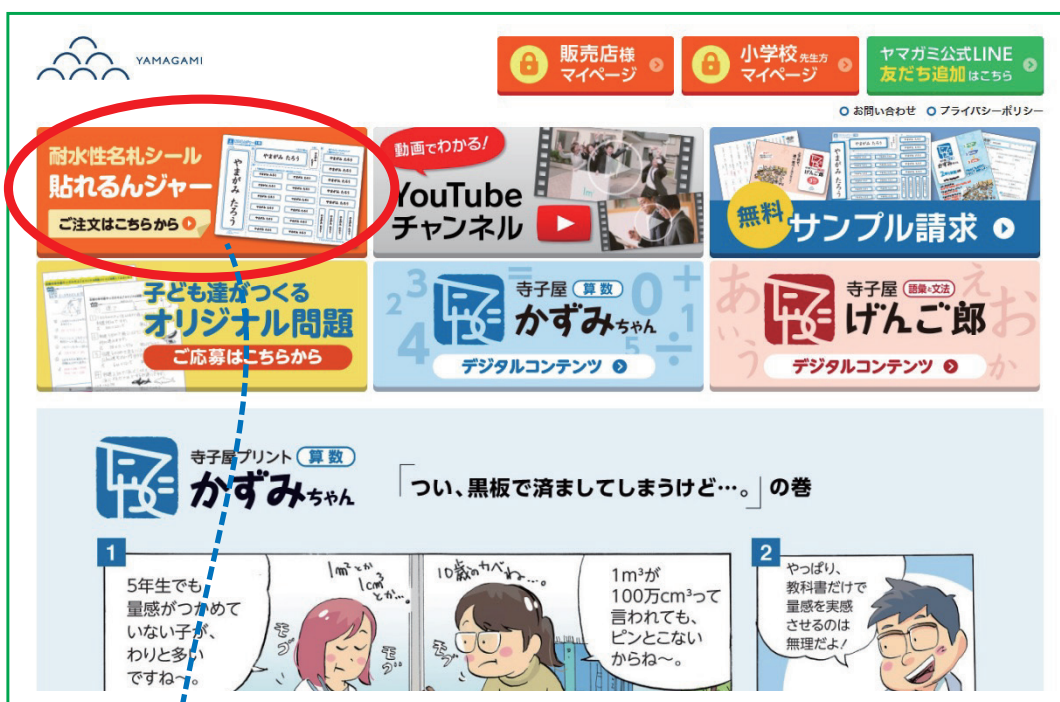 YAMAGAMI
販売店様
マイページ
小学校先生方
マイページ
ヤマガミ公式LINE
友だち追加はこちら
お問い合わせ プライバシーポリシー
耐水性名札シール
貼れるんジャー
ご注文はこちらから
やまがみ たろう
やまがみ たろう
動画でわかる!
YouTube
チャンネル
無料
サンプル請求
子ども達がつくる
オリジナル問題
ご応募はこちらから
寺子屋 算数
かずみちゃん
デジタルコンテンツ
寺子屋 語彙と文法
げんご郎
デジタルコンテンツ
寺子屋プリント 算数
かずみちゃん
「つい、黒板で済ましてしまうけど…。」の巻
1
5年生でも
量感がつかめて
いない子が、
わりと多い
ですね〜。
1m²とか
1cm²
とか…。
モグ
モグ
10歳のカベね…。
モグ
1m³が
100万cm³って
言われても、
ピンとこない
からね〜。
2
やっぱり、
教科書だけで
量感を実感
させるのは
無理だよ!